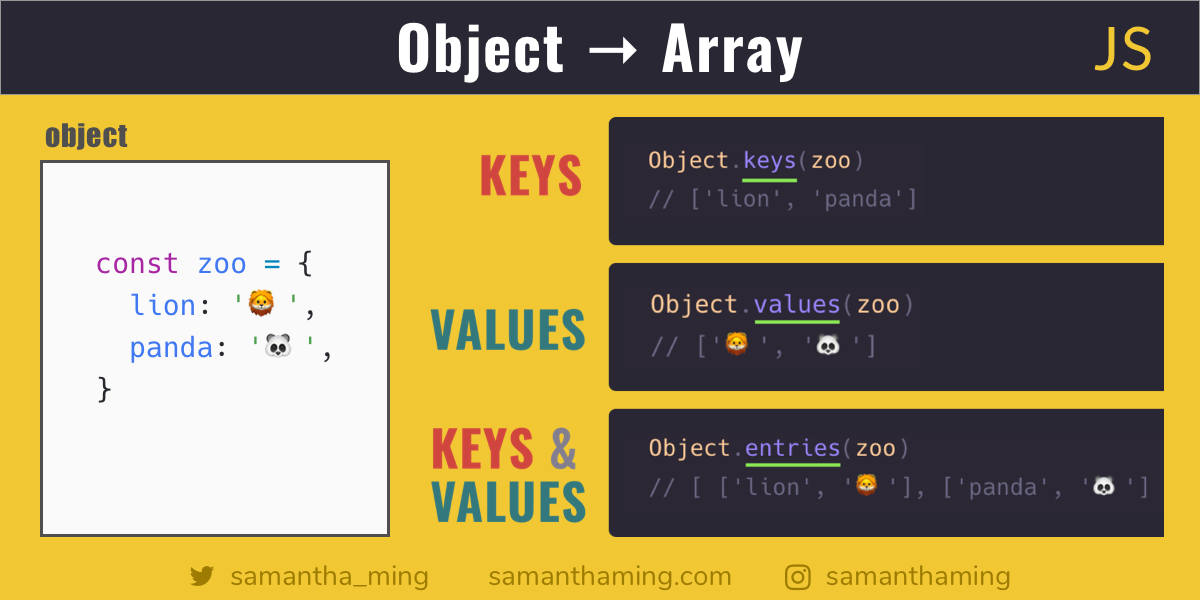 Object → Array
JS
object
const zoo = {
lion: '🦁 ',
panda: '🐼 ',
}
KEYS
Object.keys(zoo)
// ['lion', 'panda']
VALUES
Object.values(zoo)
// ['🦁 ', '🐼 ']
KEYS &
VALUES
Object.entries(zoo)
// [ ['lion', '🦁 '], ['panda', '🐼 ']
samantha_ming
samanthaming.com
samanthaming